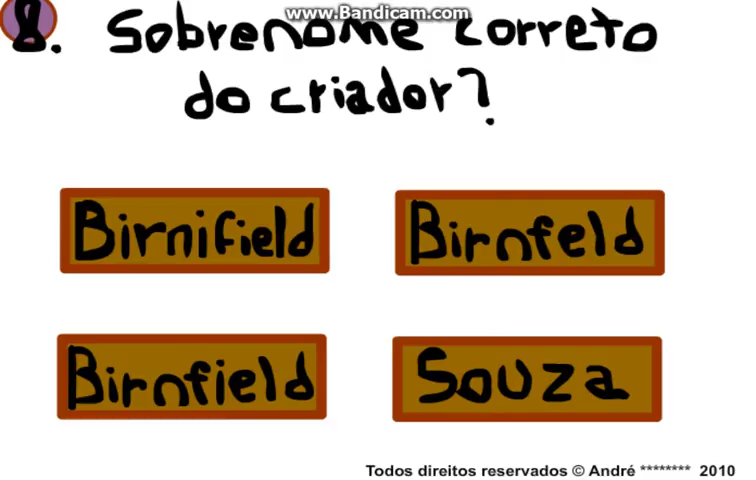 www.Bandicam.com
8. Sobrenome correto
do criador?
Birnifield
Birnfeld
Birnfield
Souza
Todos direitos reservados © André ******** 2010